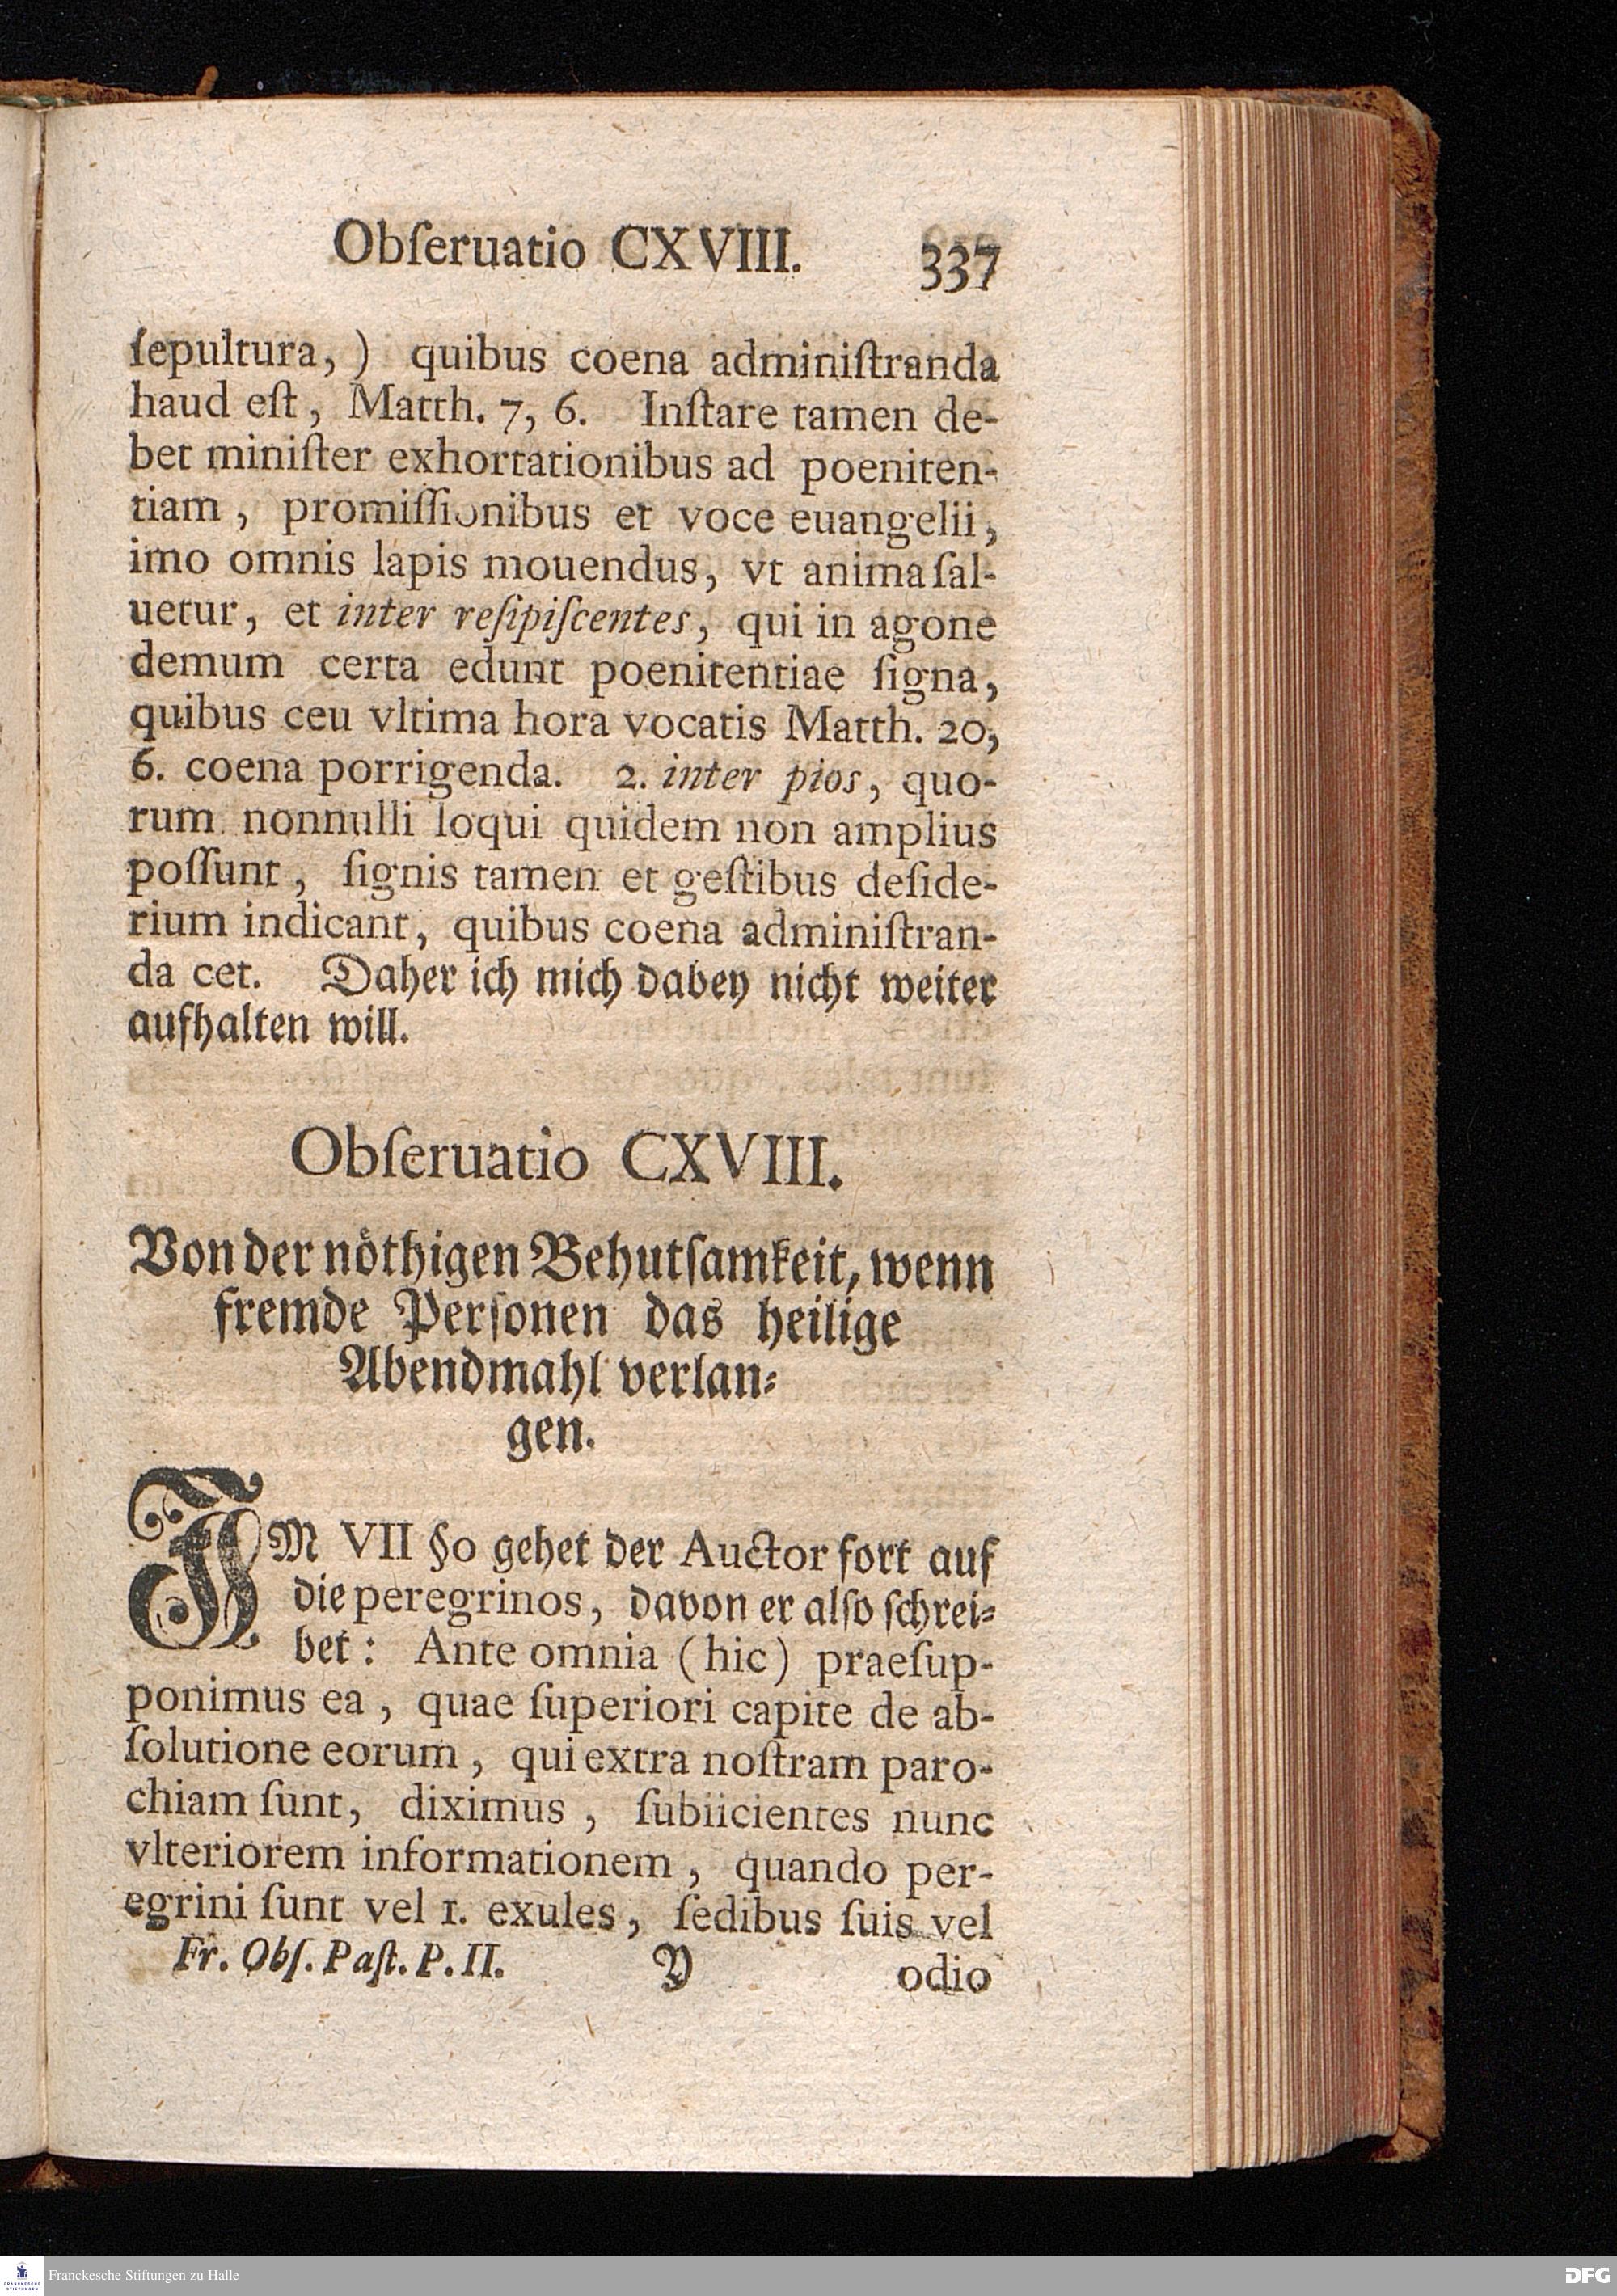 Obſeruatio CXVIII. 337
ſepultura, ) quibus coena adminiſtranda
haud eſt, Matth. 7, 6. Inſtare tamen de-
bet miniſter exhortationibus ad poeniten-
tiam, promiſſionibus et voce euangelii,
imo omnis lapis mouendus, vt anima ſal-
uetur, et inter reſipiſcentes, qui in agone
demum certa edunt poenitentiae ſigna,
quibus ceu vltima hora vocatis Matth. 20,
6. coena porrigenda. 2. inter pios, quo-
rum nonnulli loqui quidem non amplius
poſſunt, ſignis tamen et geſtibus deſide-
rium indicant, quibus coena adminiſtran-
da cet. Daher ich mich dabey nicht weiter
aufhalten will.
Obſeruatio CXVIII.
Von der nöthigen Behutſamkeit, wenn
fremde Perſonen das heilige
Abendmahl verlan⸗
gen.
IM VII §o gehet der Auctor fort auf
die peregrinos, davon er alſo ſchrei⸗
bet: Ante omnia (hic) praeſup-
ponimus ea, quae ſuperiori capite de ab-
ſolutione eorum, qui extra noſtram paro-
chiam ſunt, diximus, ſubiicientes nunc
vlteriorem informationem, quando per-
egrini ſunt vel 1. exules, ſedibus ſuis vel
Fr. Obſ. Paſt. P. II. Y odio
Franckesche Stiftungen zu Halle
FRANCKESCHE STIFTUNGEN
DFG